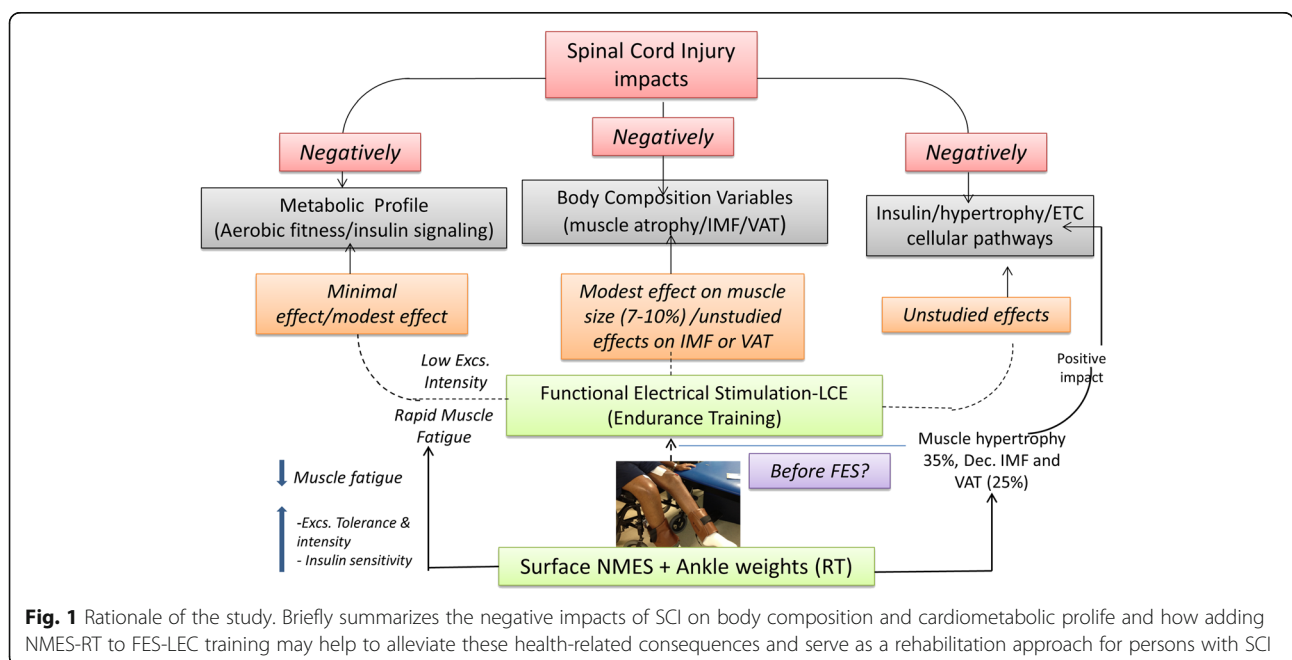 Spinal Cord Injury
impacts
Negatively
Negatively
Negatively
Metabolic Profile
(Aerobic fitness/insulin signaling)
Body Composition Variables
(muscle atrophy/IMF/VAT)
Insulin/hypertrophy/ETC
cellular pathways
Minimal
effect/modest effect
Modest effect on muscle
size (7-10%) /unstudied
effects on IMF or VAT
Unstudied effects
Low Excs.
Intensity
Rapid Muscle
Fatigue
Functional Electrical Stimulation-LCE
(Endurance Training)
Positive
impact
Muscle fatigue
-Excs. Tolerance &
intensity
- Insulin sensitivity
Before FES?
Muscle hypertrophy
35%, Dec. IMF and
VAT (25%)
Surface NMES + Ankle weights (RT)
Fig. 1 Rationale of the study. Briefly summarizes the negative impacts of SCI on body composition and cardiometabolic prolife and how adding
NMES-RT to FES-LEC training may help to alleviate these health-related consequences and serve as a rehabilitation approach for persons with SCI